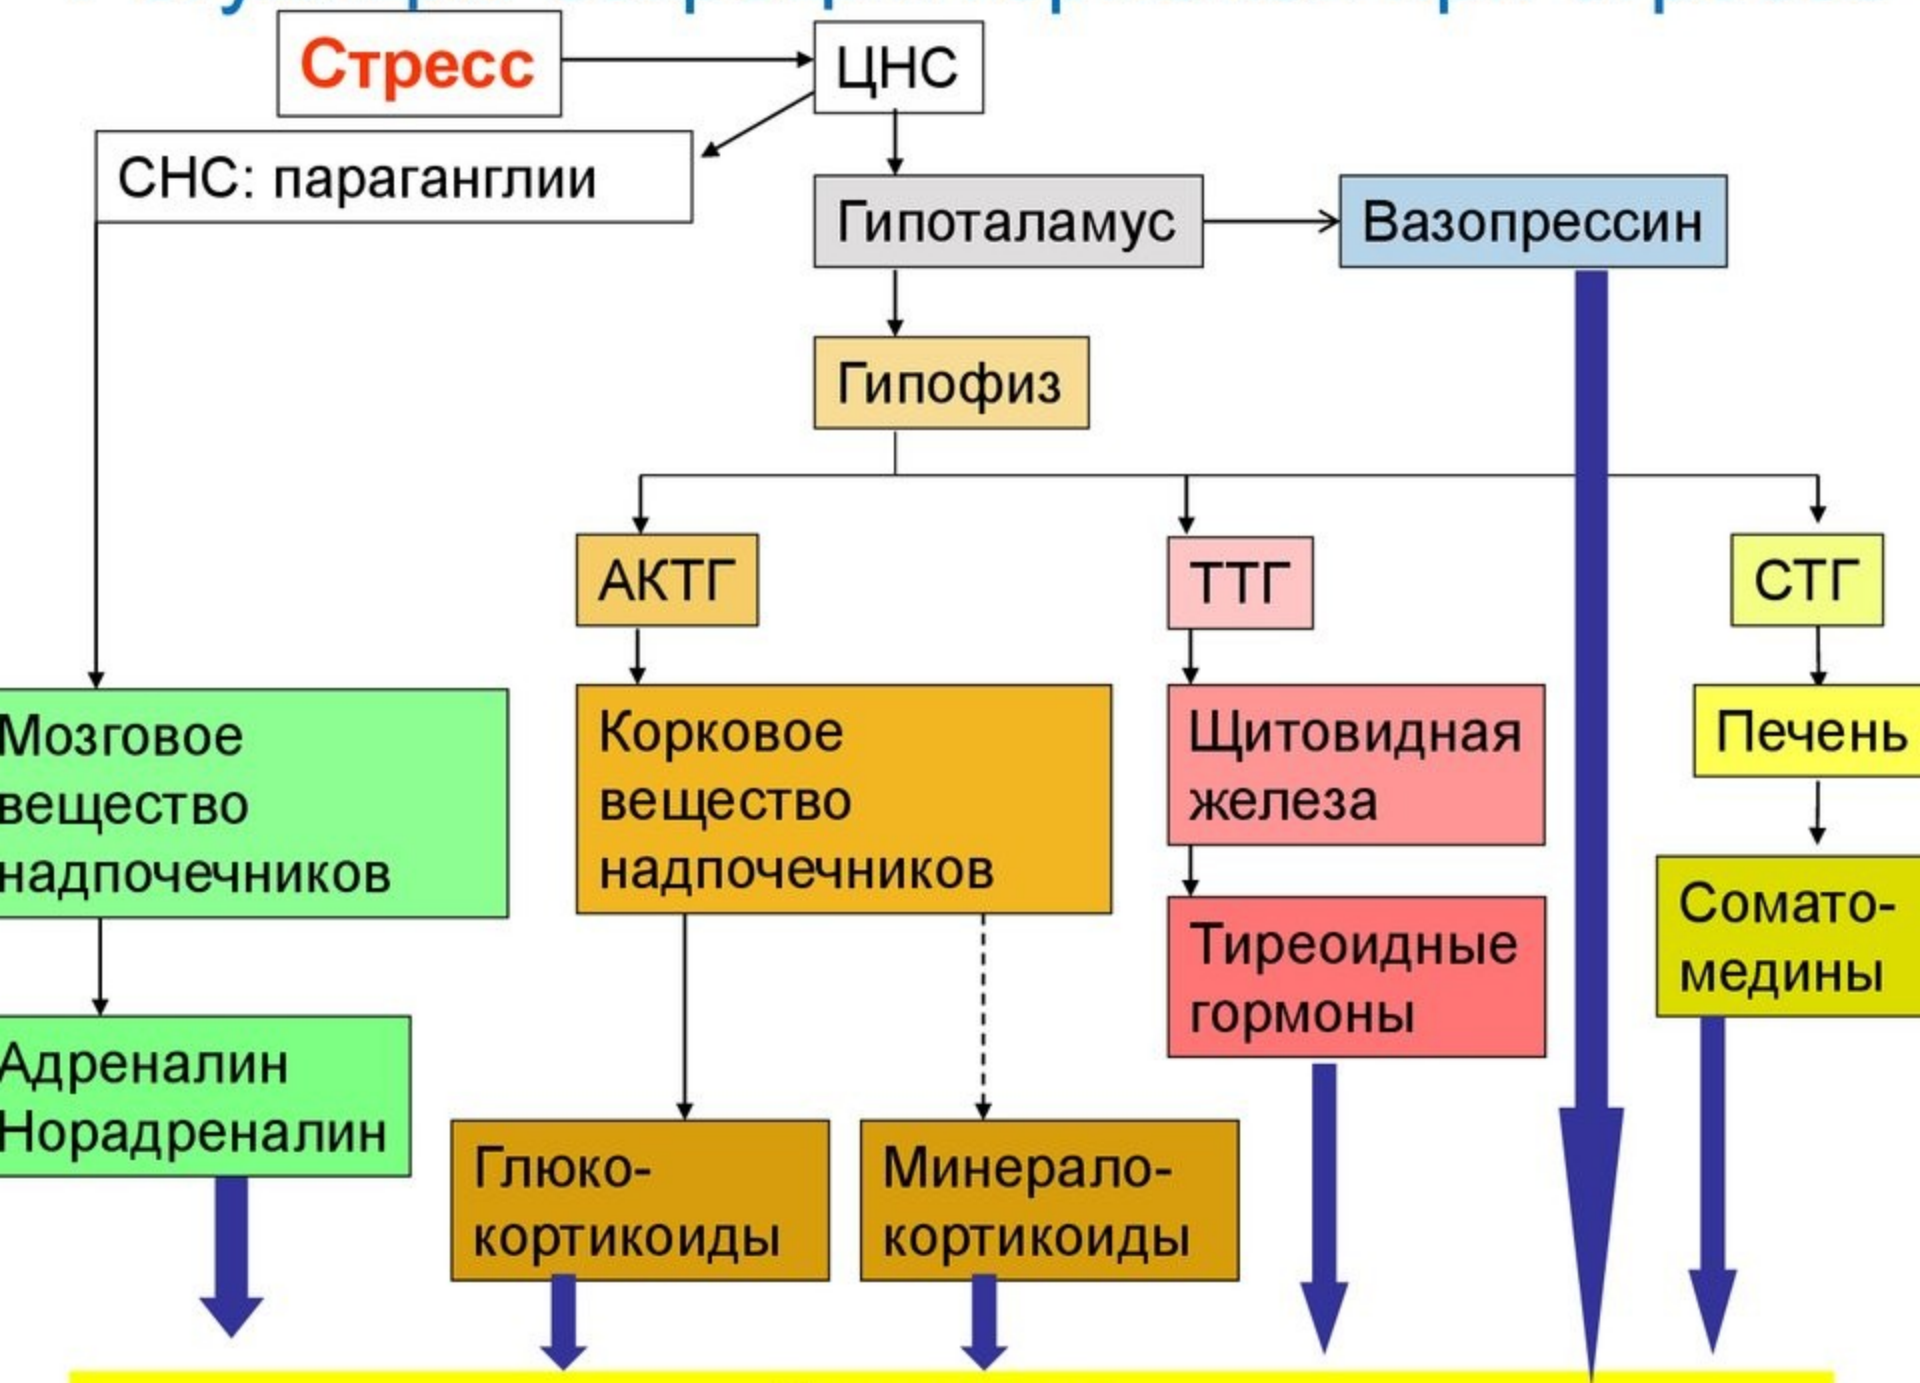 Стресс
ЦНС
СНС: параганглии
Гипоталамус
Вазопрессин
Гипофиз
АКТГ
ТТГ
СТГ
Мозговое
вещество
надпочечников
Корковое
вещество
надпочечников
Щитовидная
железа
Печень
Тиреоидные
гормоны
Сомато-
медины
Адреналин
Норадреналин
Глюко-
кортикоиды
Минерало-
кортикоиды